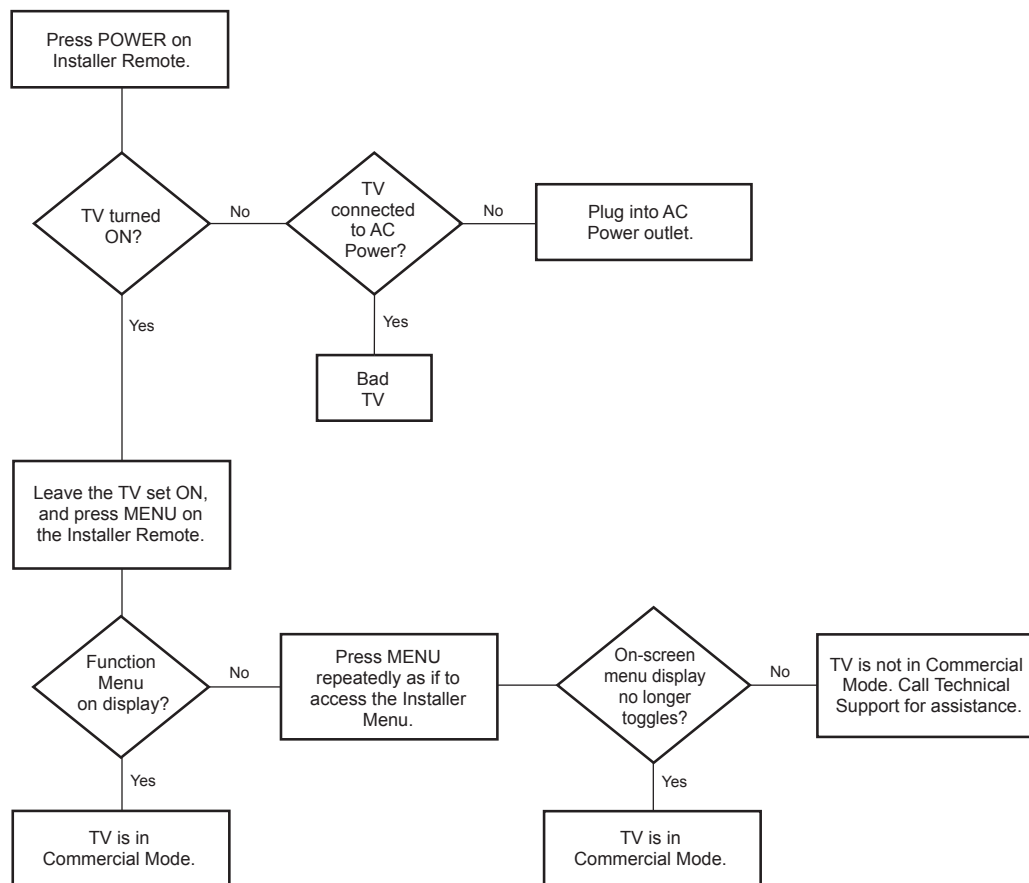 Press POWER on
Installer Remote.
TV turned
ON?
No
TV
connected
to AC
Power?
No
Plug into AC
Power outlet.
Yes
Yes
Bad
TV
Leave the TV set ON,
and press MENU on
the Installer Remote.
Function
Menu
on display?
No
Press MENU
repeatedly as if to
access the Installer
Menu.
On-screen
menu display
no longer
toggles?
No
TV is not in Commercial
Mode. Call Technical
Support for assistance.
Yes
Yes
TV is in
Commercial Mode.
TV is in
Commercial Mode.